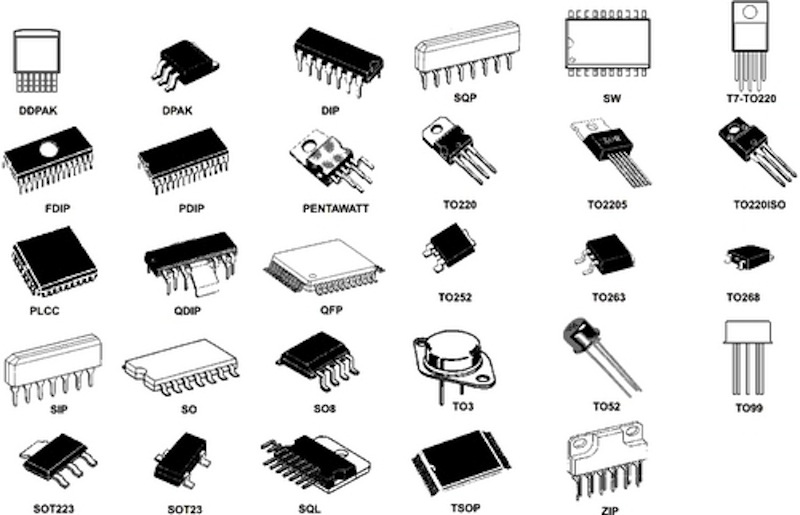 DDPAK
DPAK
DIP
SQP
SW
T7-TO220
FDIP
PDIP
PENTAWATT
TO220
TO2205
TO220ISO
PLCC
QDIP
QFP
TO252
TO263
TO268
SIP
SO
SO8
TO3
TO52
TO99
SOT223
SOT23
SQL
TSOP
ZIP